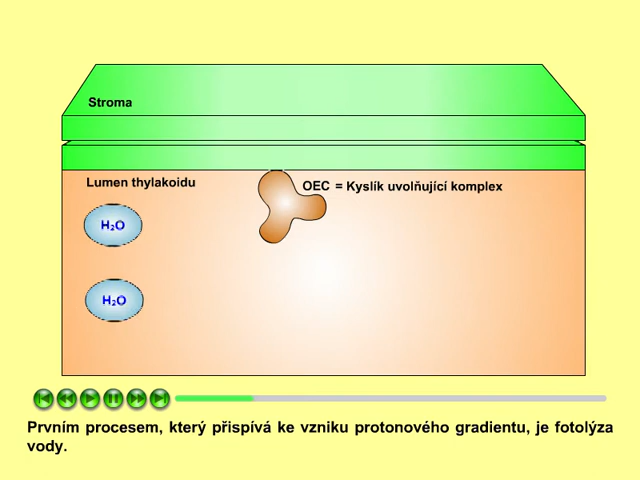 Stroma
Lumen thylakoidu
OEC = Kyslík uvolňující komplex
H₂O
H₂O
Prvním procesem, který přispívá ke vzniku protonového gradientu, je fotolýza
vody.